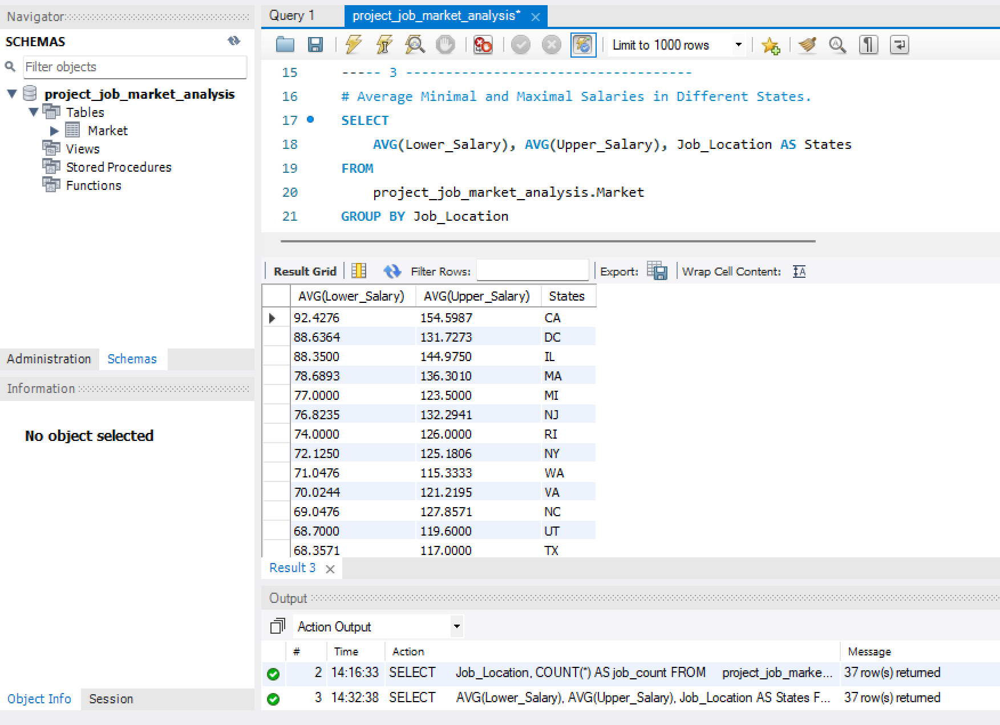 Navigator
SCHEMAS
Filter objects
project_job_market_analysis
Tables
Market
Views
Stored Procedures
Functions
Administration Schemas
Information
No object selected
Object Info Session
Query 1 project_job_market_analysis*
Limit to 1000 rows
15 ----- 3 ------------------------------------
16 # Average Minimal and Maximal Salaries in Different States.
17 SELECT
18 AVG(Lower_Salary), AVG(Upper_Salary), Job_Location AS States
19 FROM
20 project_job_market_analysis.Market
21 GROUP BY Job_Location
Result Grid Filter Rows: Export: Wrap Cell Content:
AVG(Lower_Salary) AVG(Upper_Salary) States
92.4276 154.5987 CA
88.6364 131.7273 DC
88.3500 144.9750 IL
78.6893 136.3010 MA
77.0000 123.5000 MI
76.8235 132.2941 NJ
74.0000 126.0000 RI
72.1250 125.1806 NY
71.0476 115.3333 WA
70.0244 121.2195 VA
69.0476 127.8571 NC
68.7000 119.6000 UT
68.3571 117.0000 TX
Result 3
Output
Action Output
# Time Action Message
2 14:16:33 SELECT Job_Location, COUNT(*) AS job_count FROM project_job_marke... 37 row(s) returned
3 14:32:38 SELECT AVG(Lower_Salary), AVG(Upper_Salary), Job_Location AS States F... 37 row(s) returned